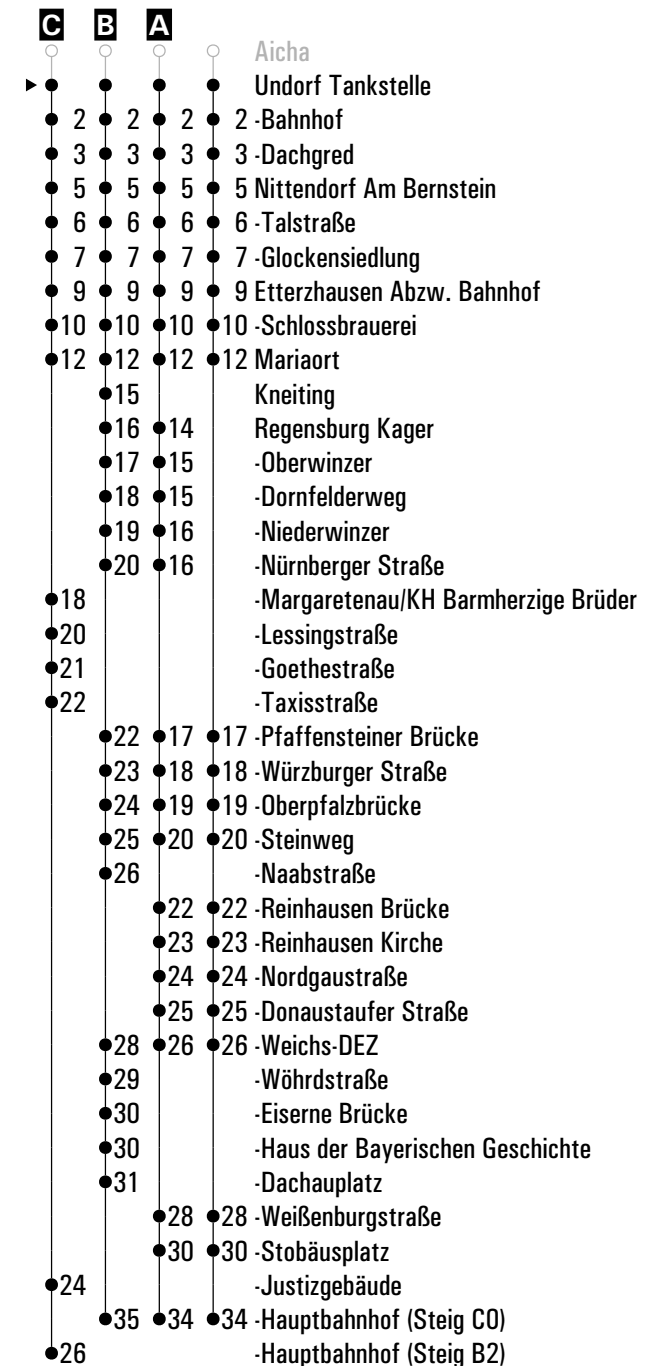 C B A
Aicha
Undorf Tankstelle
2 2 2 2 -Bahnhof
3 3 3 3 -Dachgred
5 5 5 5 Nittendorf Am Bernstein
6 6 6 6 -Talstraße
7 7 7 7 -Glockensiedlung
9 9 9 9 Etterzhausen Abzw. Bahnhof
10 10 10 10 -Schlossbrauerei
12 12 12 12 Mariaort
15 Kneiting
16 14 Regensburg Kager
17 15 -Oberwinzer
18 15 -Dornfelderweg
19 16 -Niederwinzer
20 16 -Nürnberger Straße
18 -Margaretenau/KH Barmherzige Brüder
20 -Lessingstraße
21 -Goethestraße
22 -Taxisstraße
22 17 17 -Pfaffensteiner Brücke
23 18 18 -Würzburger Straße
24 19 19 -Oberpfalzbrücke
25 20 20 -Steinweg
26 -Naabstraße
22 22 -Reinhausen Brücke
23 23 -Reinhausen Kirche
24 24 -Nordgaustraße
25 25 -Donaustaufer Straße
28 26 26 -Weichs-DEZ
29 -Wöhrdstraße
30 -Eiserne Brücke
30 -Haus der Bayerischen Geschichte
31 -Dachauplatz
28 28 -Weißenburgstraße
30 30 -Stobäusplatz
24 -Justizgebäude
35 34 34 -Hauptbahnhof (Steig C0)
26 -Hauptbahnhof (Steig B2)